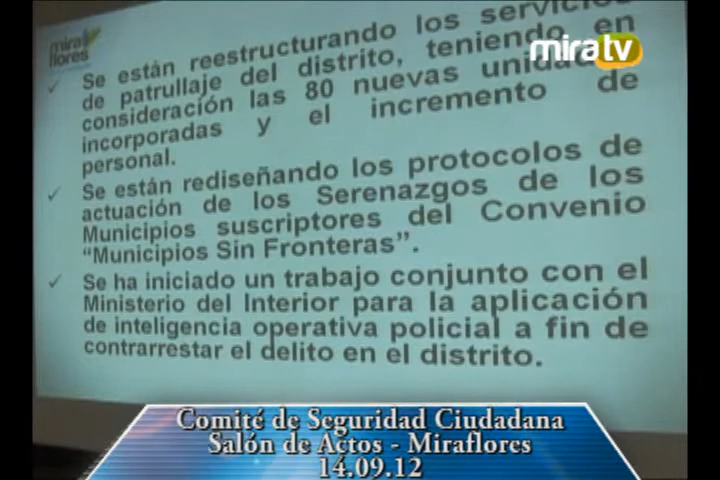 mira
flores
miratv
✓ Se están reestructurando los servicios
de patrullaje del distrito, teniendo en
consideración las 80 nuevas unidades
incorporadas y el incremento de
personal.
✓ Se están rediseñando los protocolos de
actuación de los Serenazgos de los
Municipios suscriptores del Convenio
“Municipios Sin Fronteras”.
✓ Se ha iniciado un trabajo conjunto con el
Ministerio del Interior para la aplicación
de inteligencia operativa policial a fin de
contrarrestar el delito en el distrito.
Comité de Seguridad Ciudadana
Salón de Actos - Miraflores
14.09.12